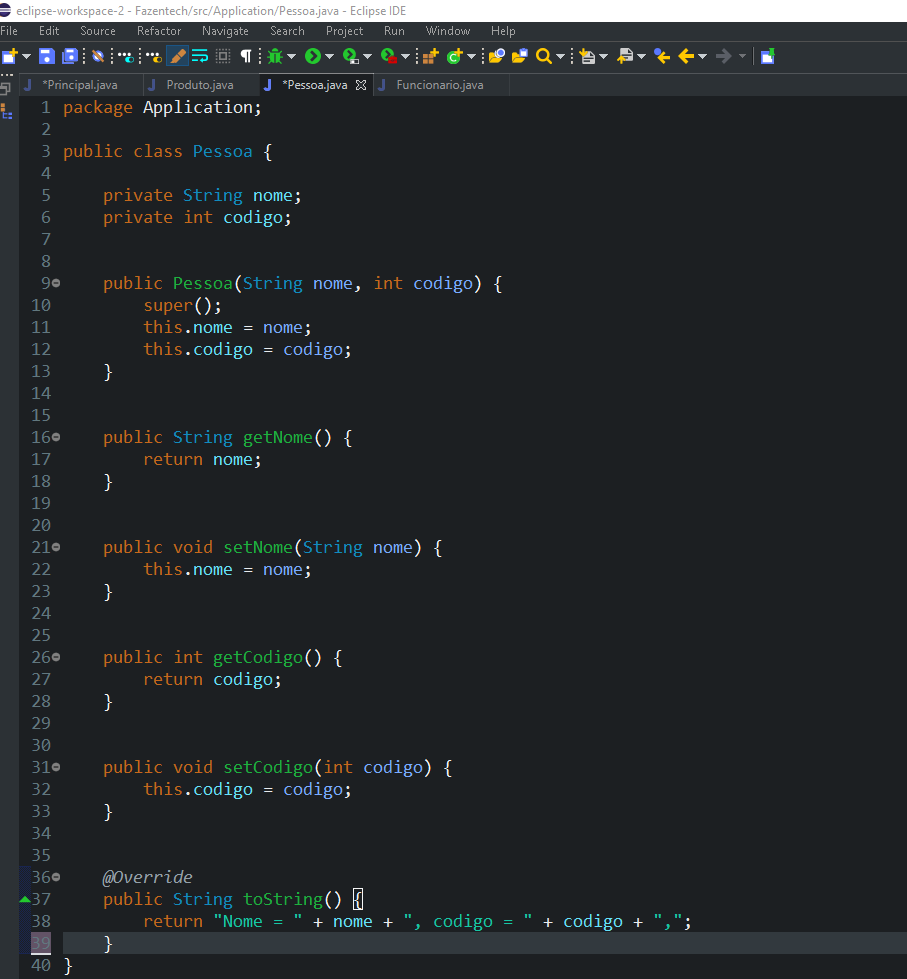 eclipse-workspace-2 - Fazentech/src/Application/Pessoa.java - Eclipse IDE
File Edit Source Refactor Navigate Search Project Run Window Help
*Principal.java Produto.java *Pessoa.java Funcionario.java
1 package Application;
2
3 public class Pessoa {
4
5     private String nome;
6     private int codigo;
7
8
9     public Pessoa(String nome, int codigo) {
10         super();
11         this.nome = nome;
12         this.codigo = codigo;
13     }
14
15
16     public String getNome() {
17         return nome;
18     }
19
20
21     public void setNome(String nome) {
22         this.nome = nome;
23     }
24
25
26     public int getCodigo() {
27         return codigo;
28     }
29
30
31     public void setCodigo(int codigo) {
32         this.codigo = codigo;
33     }
34
35
36     @Override
37     public String toString() {
38         return "Nome = " + nome + ", codigo = " + codigo + ",";
39     }
40 }